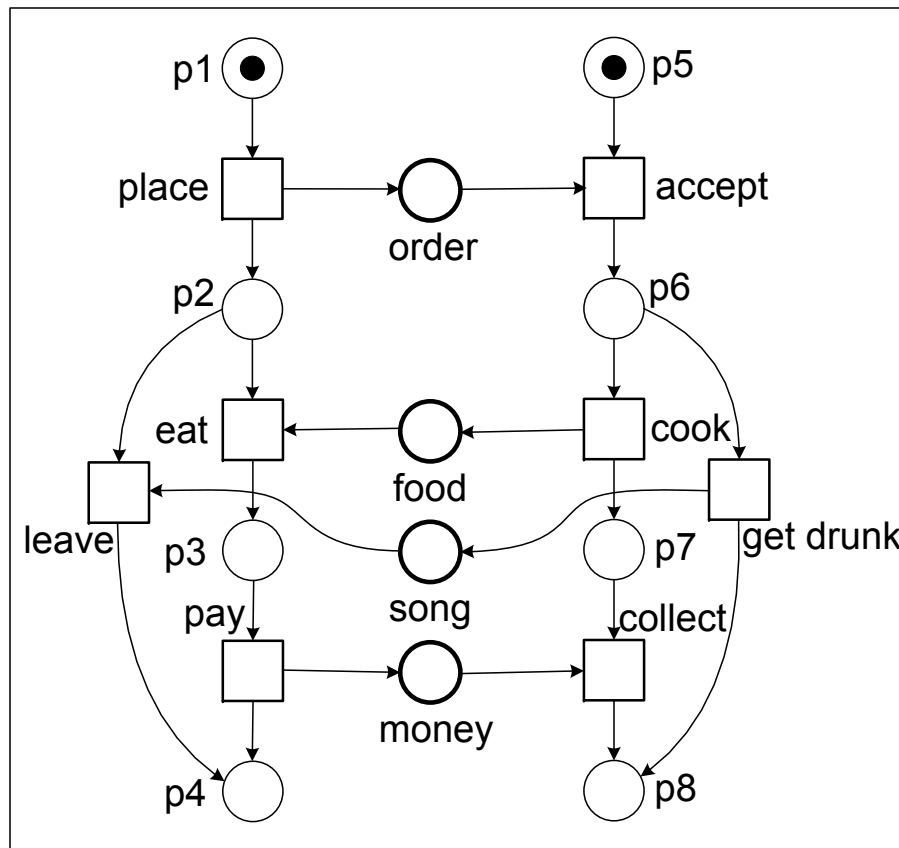 p1
p5
place
accept
order
p2
p6
eat
cook
food
leave
get drunk
p3
p7
song
pay
collect
money
p4
p8